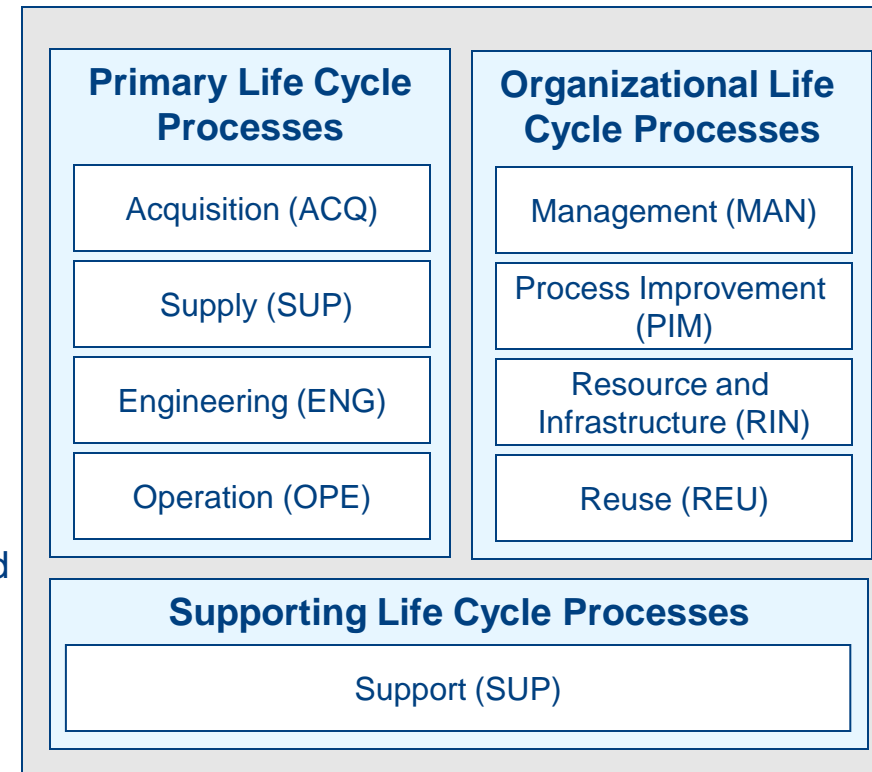 Primary Life Cycle
Processes
Acquisition (ACQ)
Supply (SUP)
Engineering (ENG)
Operation (OPE)
Organizational Life
Cycle Processes
Management (MAN)
Process Improvement
(PIM)
Resource and
Infrastructure (RIN)
Reuse (REU)
d
Supporting Life Cycle Processes
Support (SUP)